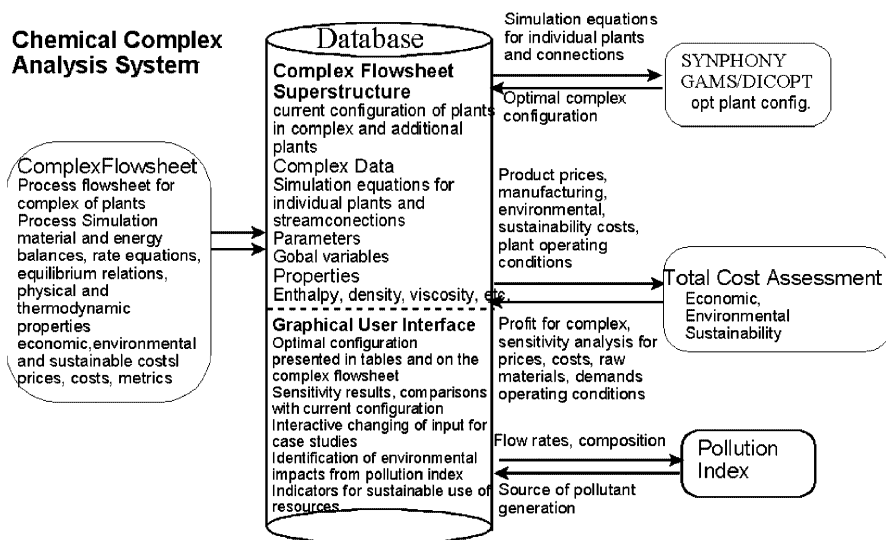 Chemical Complex
Analysis System
ComplexFlowsheet
Process flowsheet for
complex of plants
Process Simulation
material and energy
balances, rate equations,
equilibrium relations,
physical and
thermodynamic
properties
economic,environmental
and sustainable costsl
prices, costs, metrics
Database
Complex Flowsheet
Superstructure
current configuration of plants
in complex and additional
plants
Complex Data
Simulation equations for
individual plants and
streamconections
Parameters
Gobal variables
Properties
Enthalpy, density, viscosity, etc.
Graphical User Interface
Optimal configuration
presented in tables and on the
complex flowsheet
Sensitivity results, comparisons
with current configuration
Interactive changing of input for
case studies
Identification of environmental
impacts from pollution index
Indicators for sustainable use of
resources
Simulation equations
for individual plants
and connections
Optimal complex
configuration
SYNPHONY
GAMS/DICOPT
opt plant config.
Product prices,
manufacturing,
environmental,
sustainability costs,
plant operating
conditions
Total Cost Assessment
Economic,
Environmental
Sustainability
Profit for complex,
sensitivity analysis for
prices, costs, raw
materials, demands
operating conditions
Flow rates, composition
Source of pollutant
generation
Pollution
Index